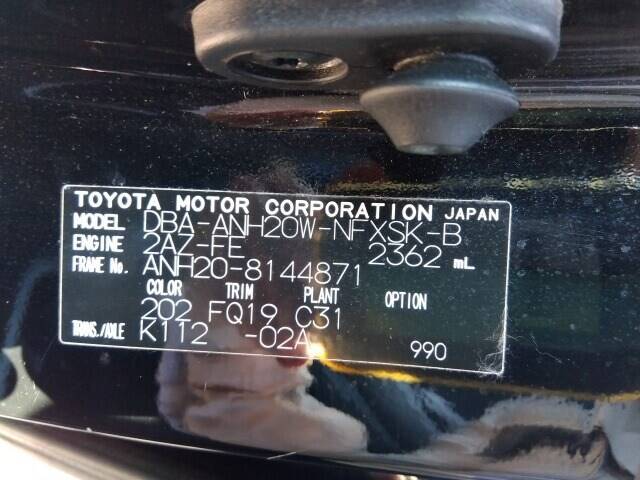 TOYOTA MOTOR CORPORATION JAPAN
MODEL DBA-ANH20W-NFXSK-B
ENGINE 2AZ-FE 2362 mL
FRAME No. ANH20-8144871
COLOR TRIM PLANT OPTION
202 FQ19 C31
TRANS./AXLE K112 -02A 990